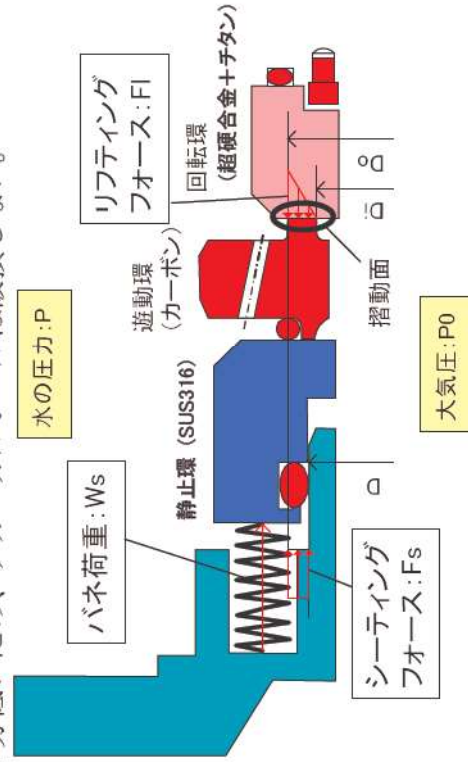 水の圧力:P
バネ荷重:Ws
リフティング
フォース:Fl
遊動環
(カーボン)
回転環
(超硬合金+チタン)
静止環 (SUS316)
摺動面
D
Di
Do
シーティング
フォース:Fs
大気圧:P0